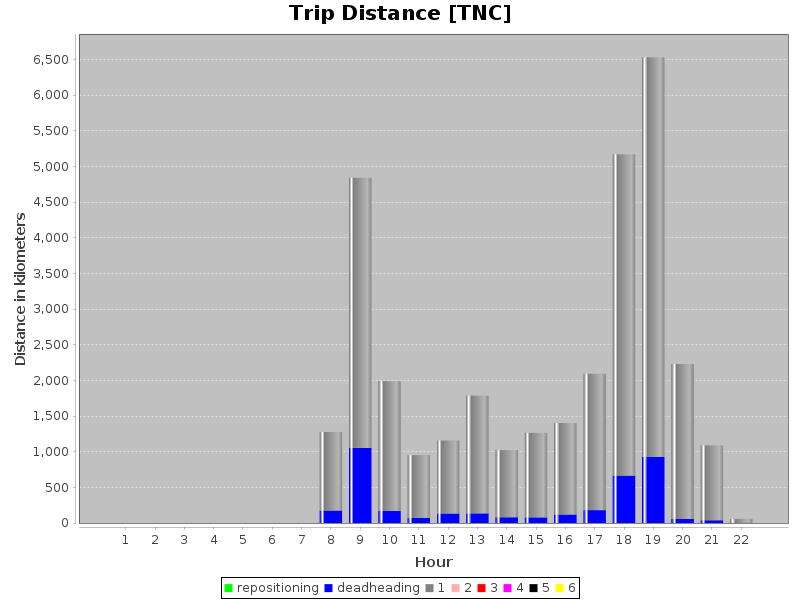 Trip Distance [TNC]
Distance in kilometers
6,500
6,000
5,500
5,000
4,500
4,000
3,500
3,000
2,500
2,000
1,500
1,000
500
0
1 2 3 4 5 6 7 8 9 10 11 12 13 14 15 16 17 18 19 20 21 22
Hour
repositioning deadheading 1 2 3 4 5 6